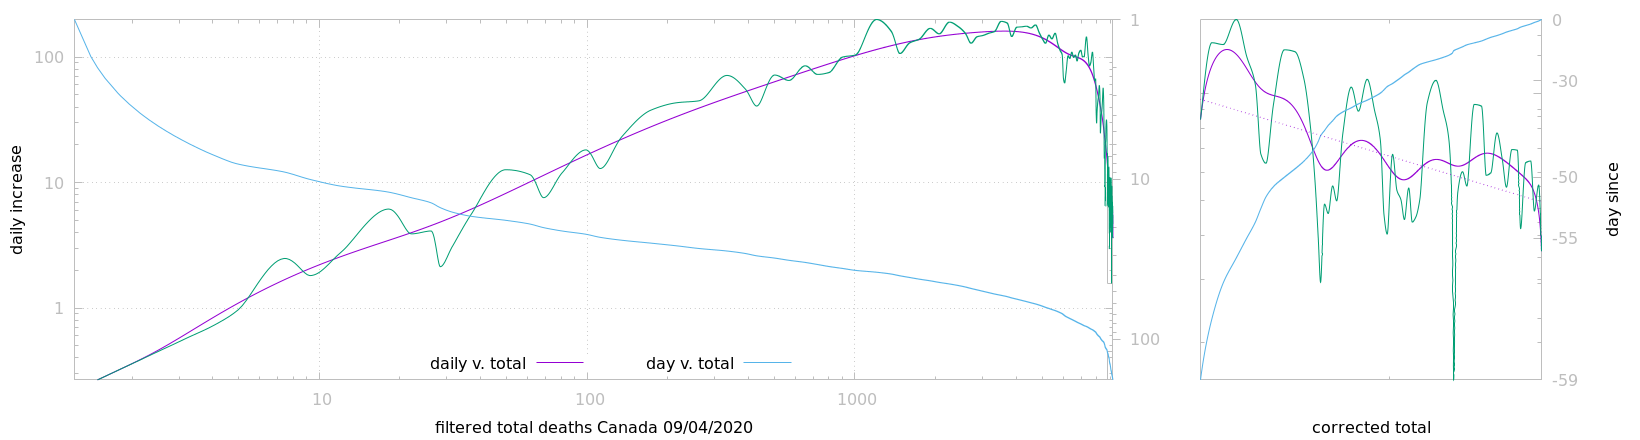 100
10
1
daily increase
daily v. total
day v. total
10
100
1000
filtered total deaths Canada 09/04/2020
1
10
100
0
-30
-50
-55
-59
day since
corrected total